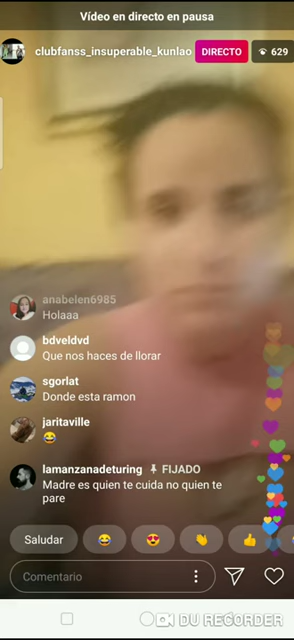 Vídeo en directo en pausa
clubfanss_insuperable_kunlao DIRECTO 629
anabelen6985
Holaaa
bdveldvd
Que nos haces de llorar
sgorlat
Donde esta ramon
jaritaville
😂
lamanzanadeturing FIJADO
Madre es quien te cuida no quien te
pare
Saludar 😂 😍 👏 👍
Comentario
DU RECORDER